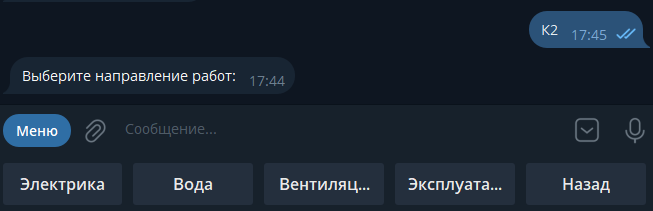 К2 17:45
Выберите направление работ: 17:44
Меню Сообщение...
Электрика Вода Вентиляц... Эксплуата... Назад